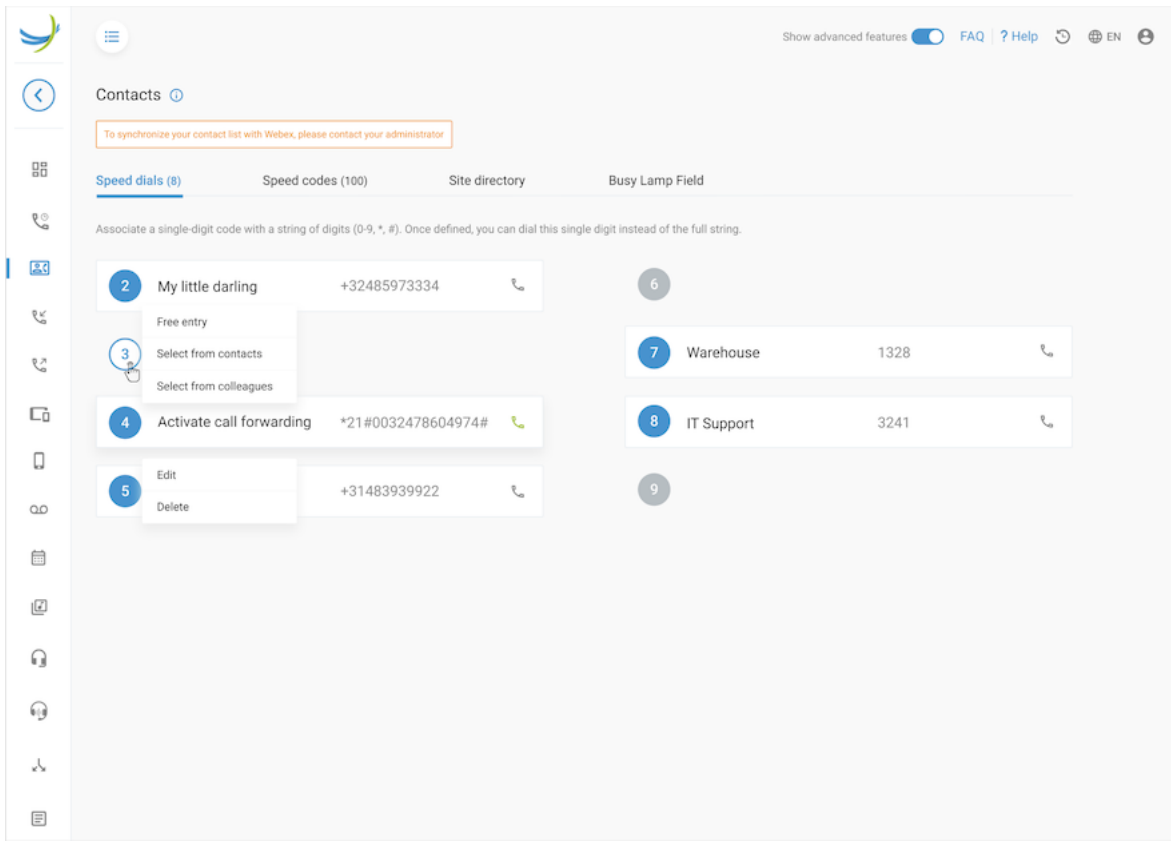 Show advanced features FAQ ? Help EN
Contacts
To synchronize your contact list with Webex, please contact your administrator
Speed dials (8) Speed codes (100) Site directory Busy Lamp Field
Associate a single-digit code with a string of digits (0-9, *, #). Once defined, you can dial this single digit instead of the full string.
2 My little darling +32485973334
Free entry
3 Select from contacts
Select from colleagues
4 Activate call forwarding *21#0032478604974#
Edit
5 +31483939922
Delete
6
7 Warehouse 1328
8 IT Support 3241
9